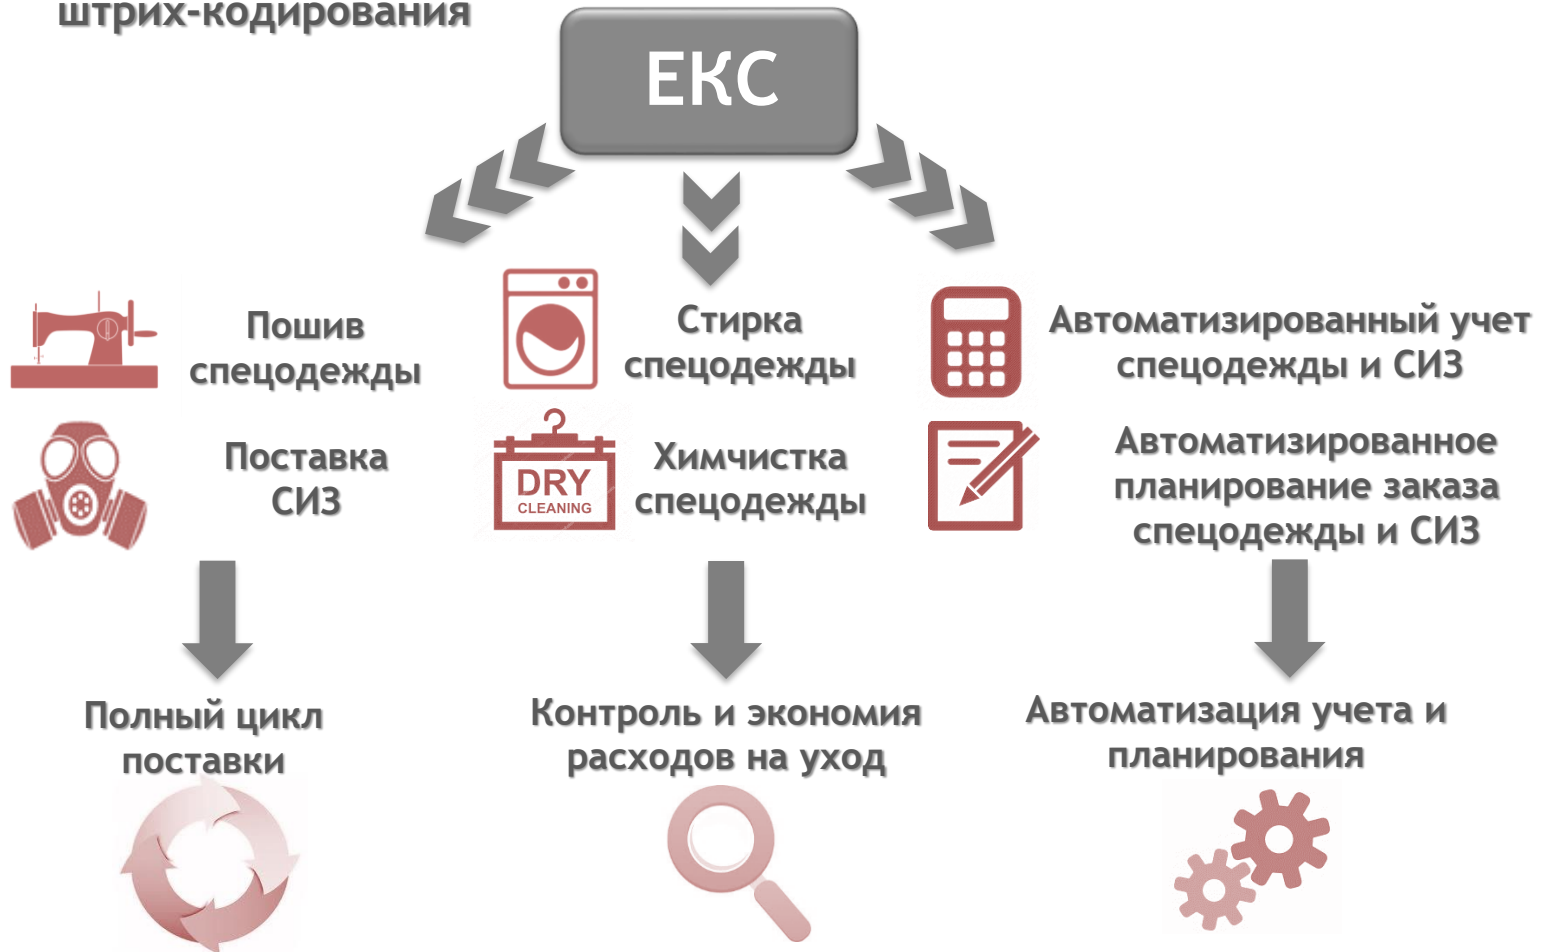 штрих-кодирования
ЕКС
Пошив
спецодежды
Поставка
СИЗ
Стирка
спецодежды
DRY
CLEANING
Химчистка
спецодежды
Автоматизированный учет
спецодежды и СИЗ
Автоматизированное
планирование заказа
спецодежды и СИЗ
Полный цикл
поставки
Контроль и экономия
расходов на уход
Автоматизация учета и
планирования